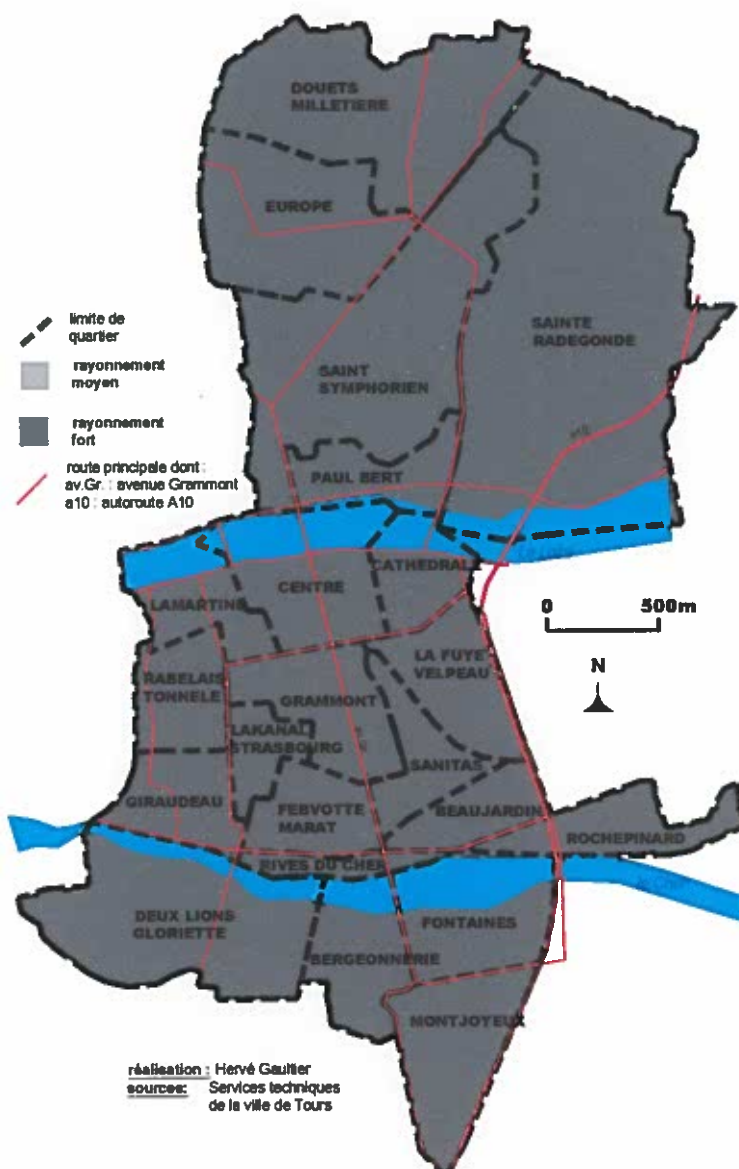 DOUETS
MILLETIERE
EUROPE
limite de
quartier
rayonnement
moyen
rayonnement
fort
route principale dont :
av.Gr. : avenue Grammont
a10 : autoroute A10
SAINTE
RADEGONDE
SAINT
SYMPHORIEN
PAUL BERT
CATHEDRALE
CENTRE
LAMARTINE
0 500m
N
LA FUYE
VELPEAU
RABELAIS
TONNELE
GRAMMONT
LAKANAL
STRASBOURG
SANITAS
GIRAUDEAU
FEBVOTTE
MARAT
BEAUJARDIN
ROCHEPINARD
RIVES DU CHER
DEUX LIONS
GLORIETTE
FONTAINES
BERGEONNERIE
MONTJOYEUX
réalisation : Hervé Gaultier
sources: Services techniques
de la ville de Tours